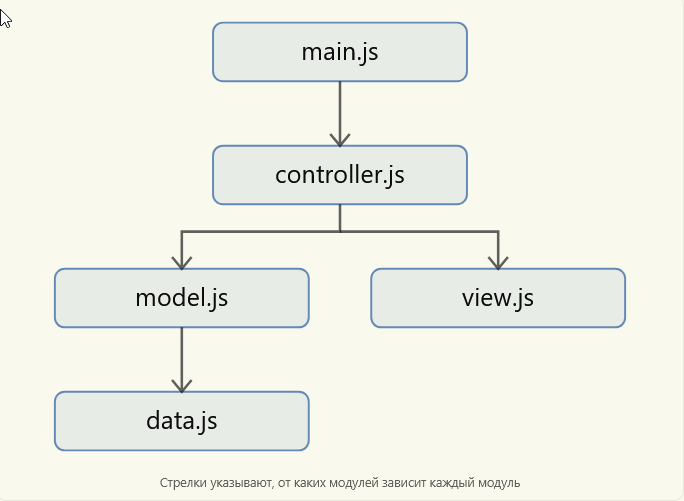 main.js
controller.js
model.js
view.js
data.js
Стрелки указывают, от каких модулей зависит каждый модуль